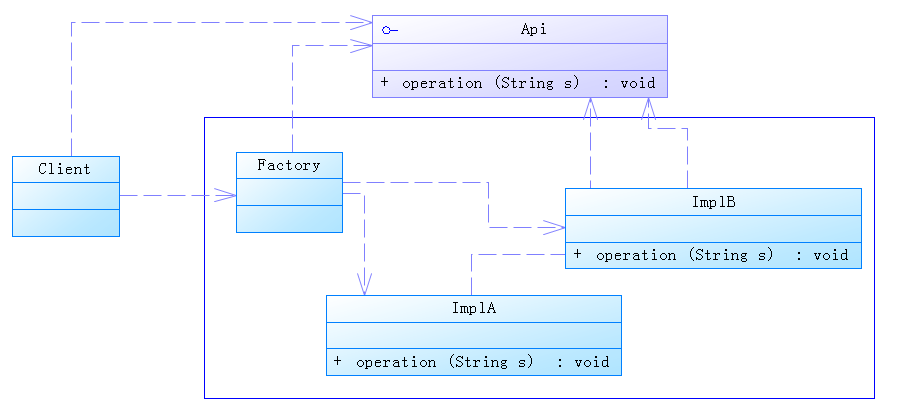 Api
+ operation (String s) : void
Client
Factory
ImplB
+ operation (String s) : void
ImplA
+ operation (String s) : void